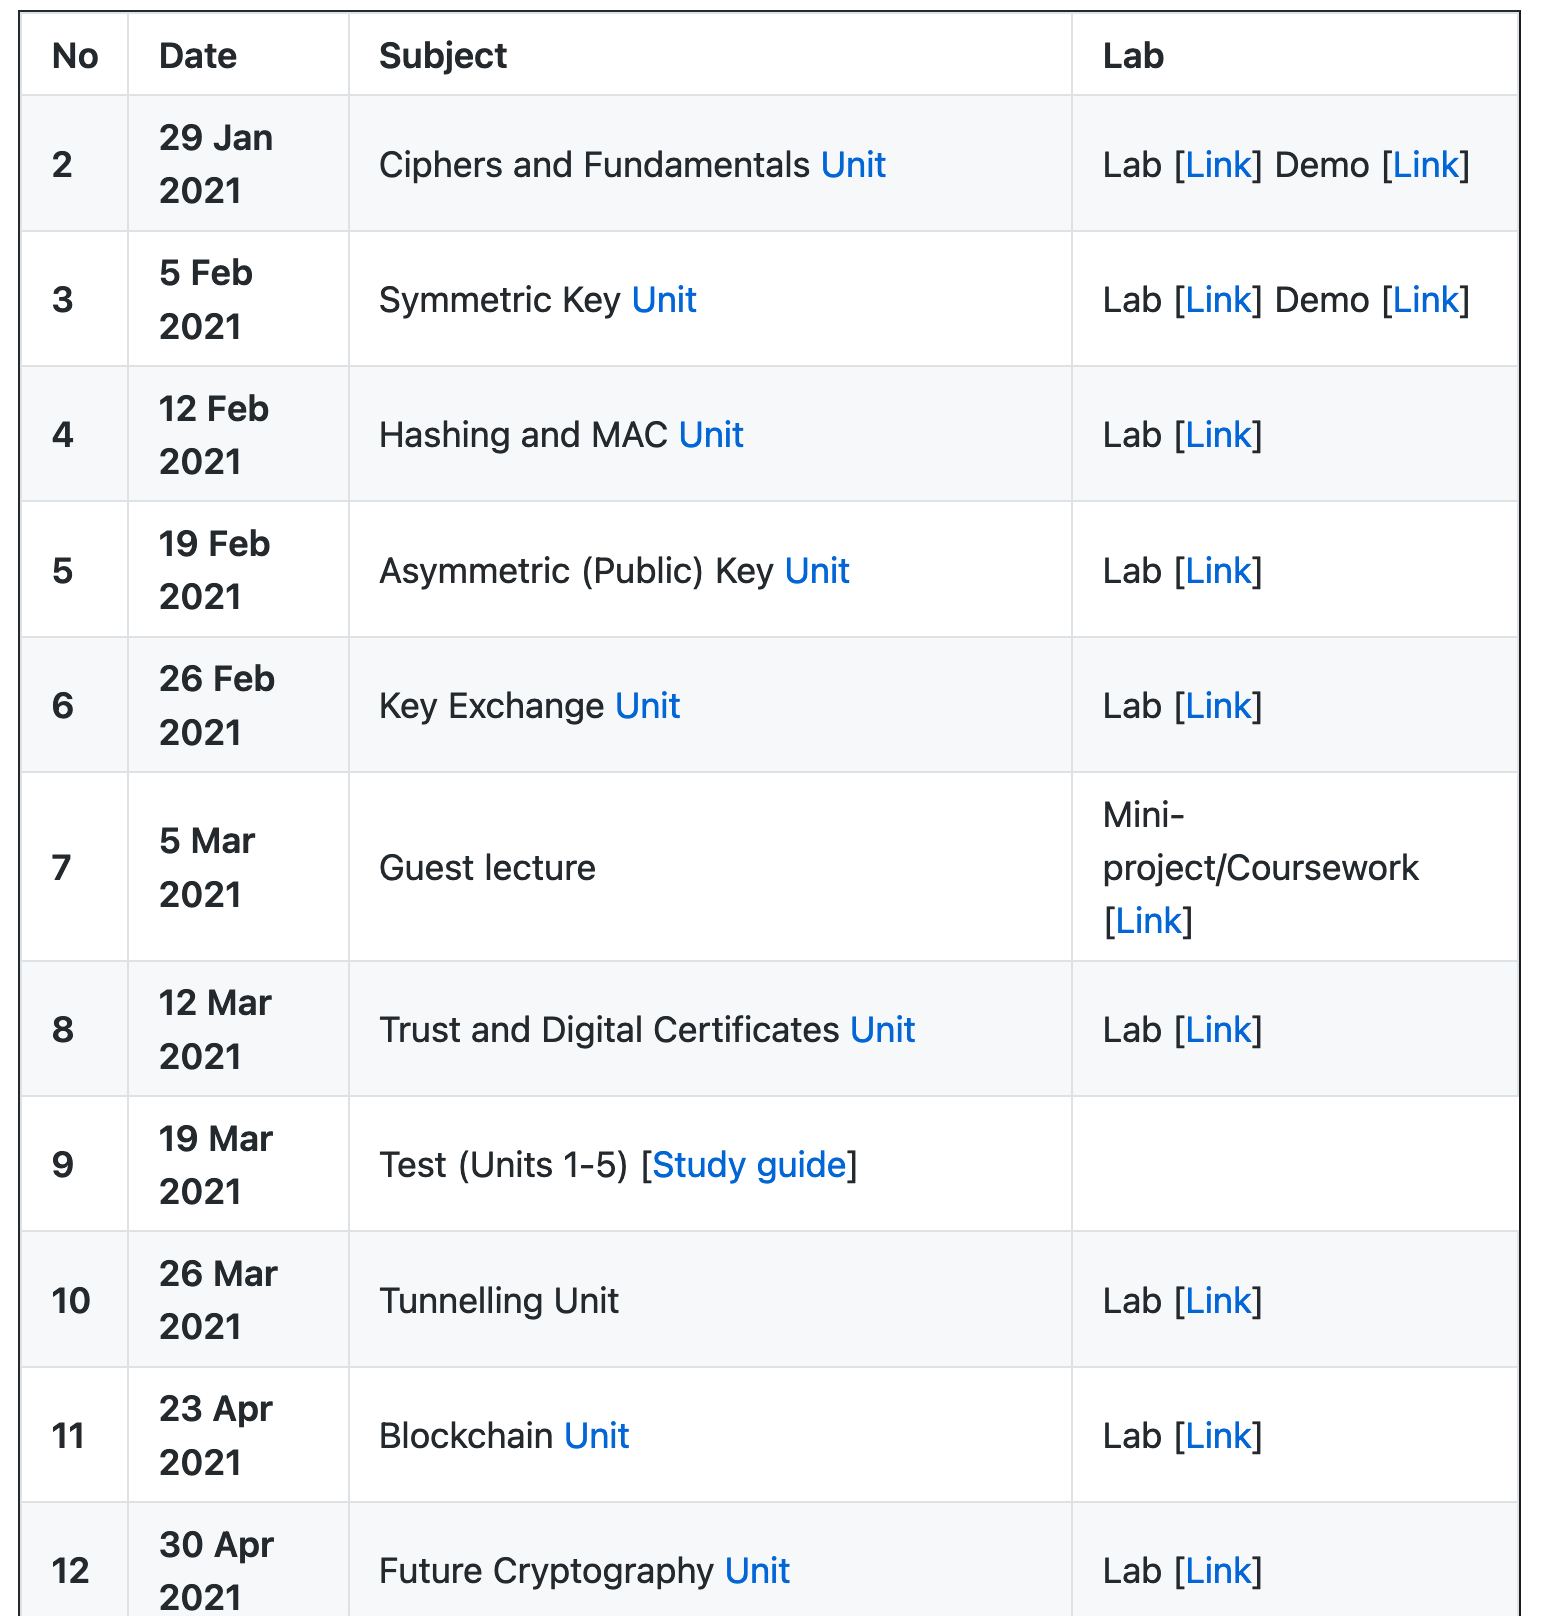 No Date Subject Lab
2 29 Jan 2021 Ciphers and Fundamentals Unit Lab [Link] Demo [Link]
3 5 Feb 2021 Symmetric Key Unit Lab [Link] Demo [Link]
4 12 Feb 2021 Hashing and MAC Unit Lab [Link]
5 19 Feb 2021 Asymmetric (Public) Key Unit Lab [Link]
6 26 Feb 2021 Key Exchange Unit Lab [Link]
7 5 Mar 2021 Guest lecture Mini-project/Coursework [Link]
8 12 Mar 2021 Trust and Digital Certificates Unit Lab [Link]
9 19 Mar 2021 Test (Units 1-5) [Study guide]
10 26 Mar 2021 Tunnelling Unit Lab [Link]
11 23 Apr 2021 Blockchain Unit Lab [Link]
12 30 Apr 2021 Future Cryptography Unit Lab [Link]